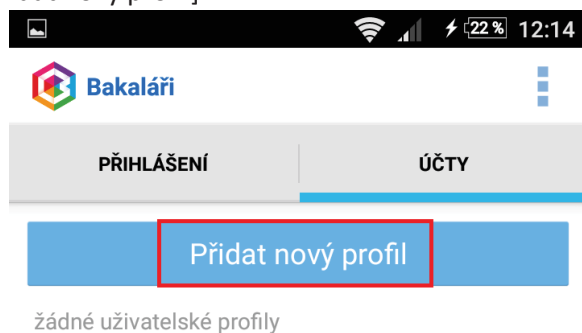 22 % 12:14
Bakaláři
PŘIHLÁŠENÍ ÚČTY
Přidat nový profil
žádné uživatelské profily